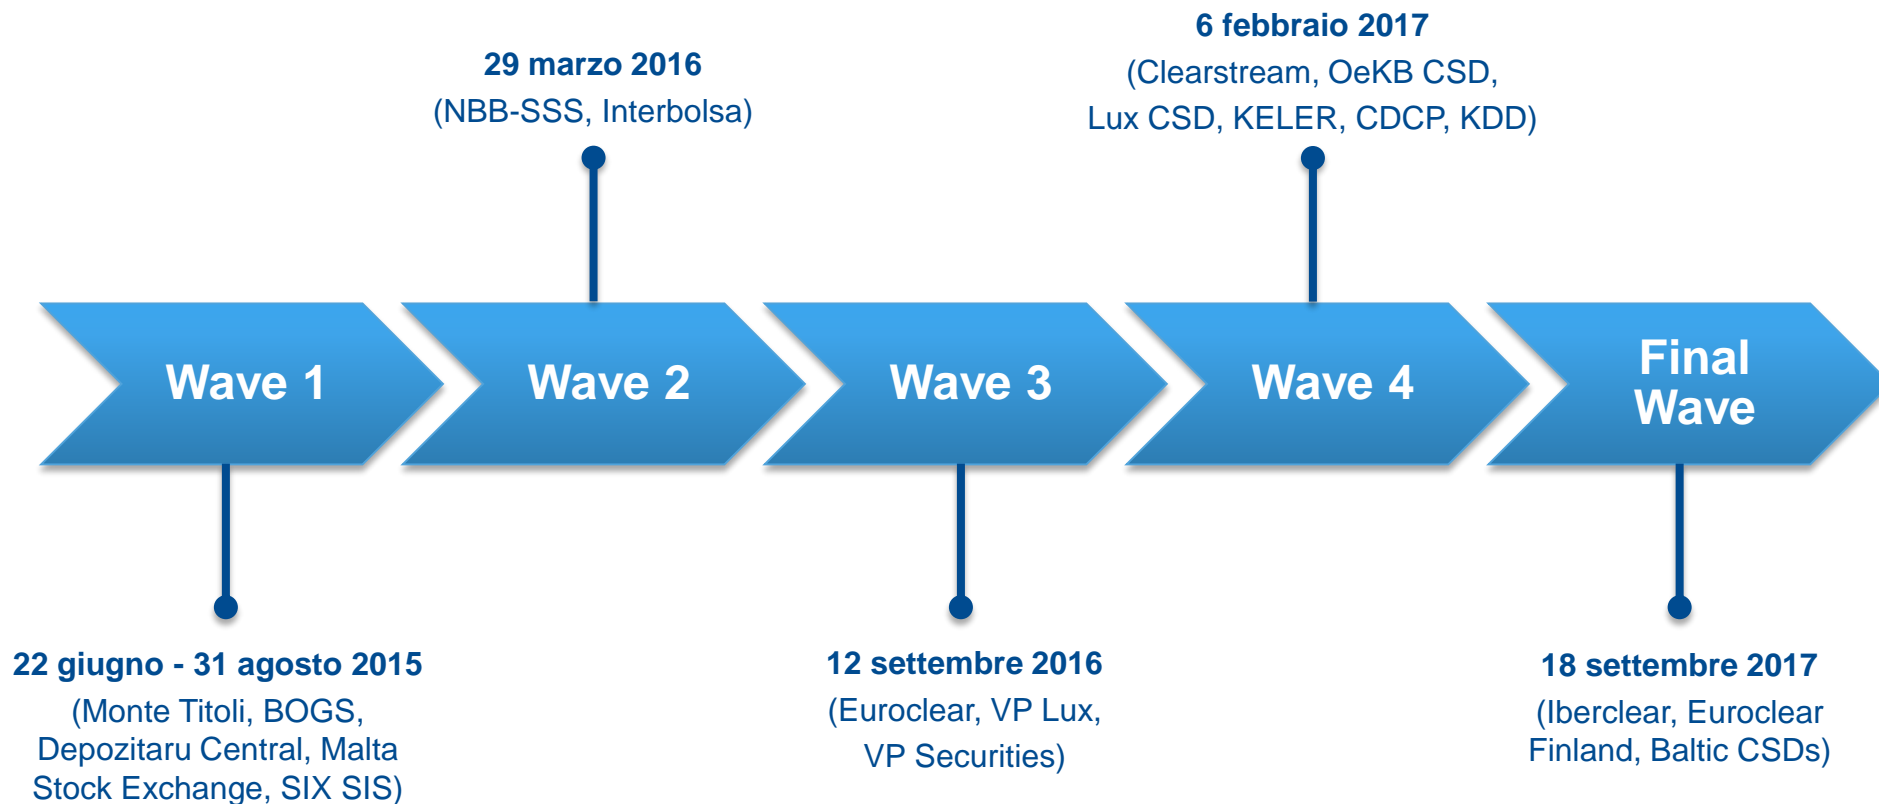 6 febbraio 2017
(Clearstream, OeKB CSD,
Lux CSD, KELER, CDCP, KDD)
29 marzo 2016
(NBB-SSS, Interbolsa)
Wave 1
Wave 2
Wave 3
Wave 4
Final
Wave
22 giugno - 31 agosto 2015
(Monte Titoli, BOGS,
Depozitaru Central, Malta
Stock Exchange, SIX SIS)
12 settembre 2016
(Euroclear, VP Lux,
VP Securities)
18 settembre 2017
(Iberclear, Euroclear
Finland, Baltic CSDs)